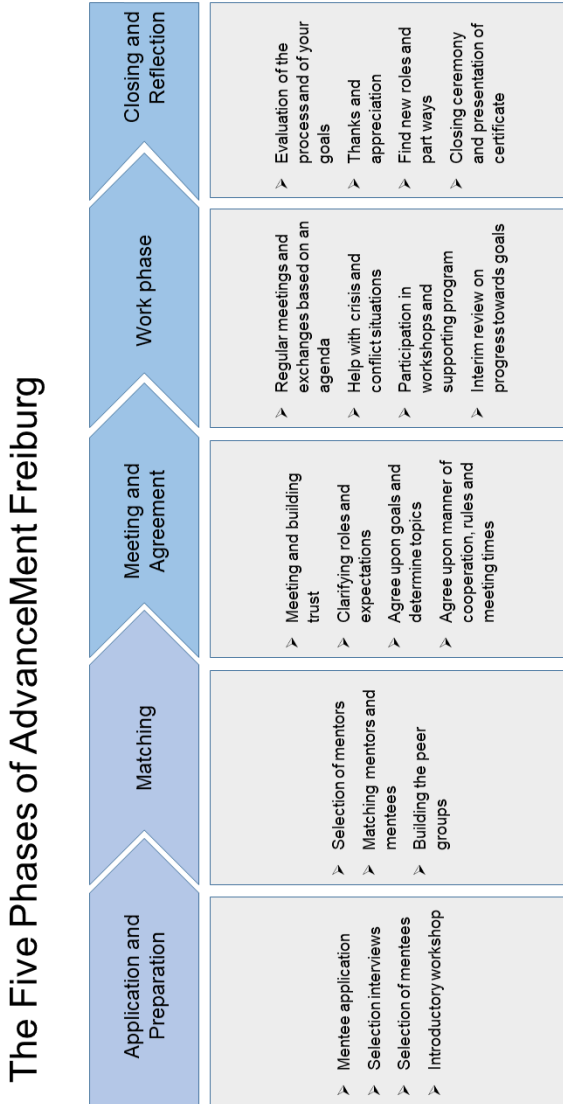 The Five Phases of AdvanceMent Freiburg
Application and
Preparation
➢ Mentee application
➢ Selection interviews
➢ Selection of mentees
➢ Introductory workshop
Matching
➢ Selection of mentors
➢ Matching mentors and
mentees
➢ Building the peer
groups
Meeting and
Agreement
➢ Meeting and building
trust
➢ Clarifying roles and
expectations
➢ Agree upon goals and
determine topics
➢ Agree upon manner of
cooperation, rules and
meeting times
Work phase
➢ Regular meetings and
exchanges based on an
agenda
➢ Help with crisis and
conflict situations
➢ Participation in
workshops and
supporting program
➢ Interim review on
progress towards goals
Closing and
Reflection
➢ Evaluation of the
process and of your
goals
➢ Thanks and
appreciation
➢ Find new roles and
part ways
➢ Closing ceremony
and presentation of
certificate